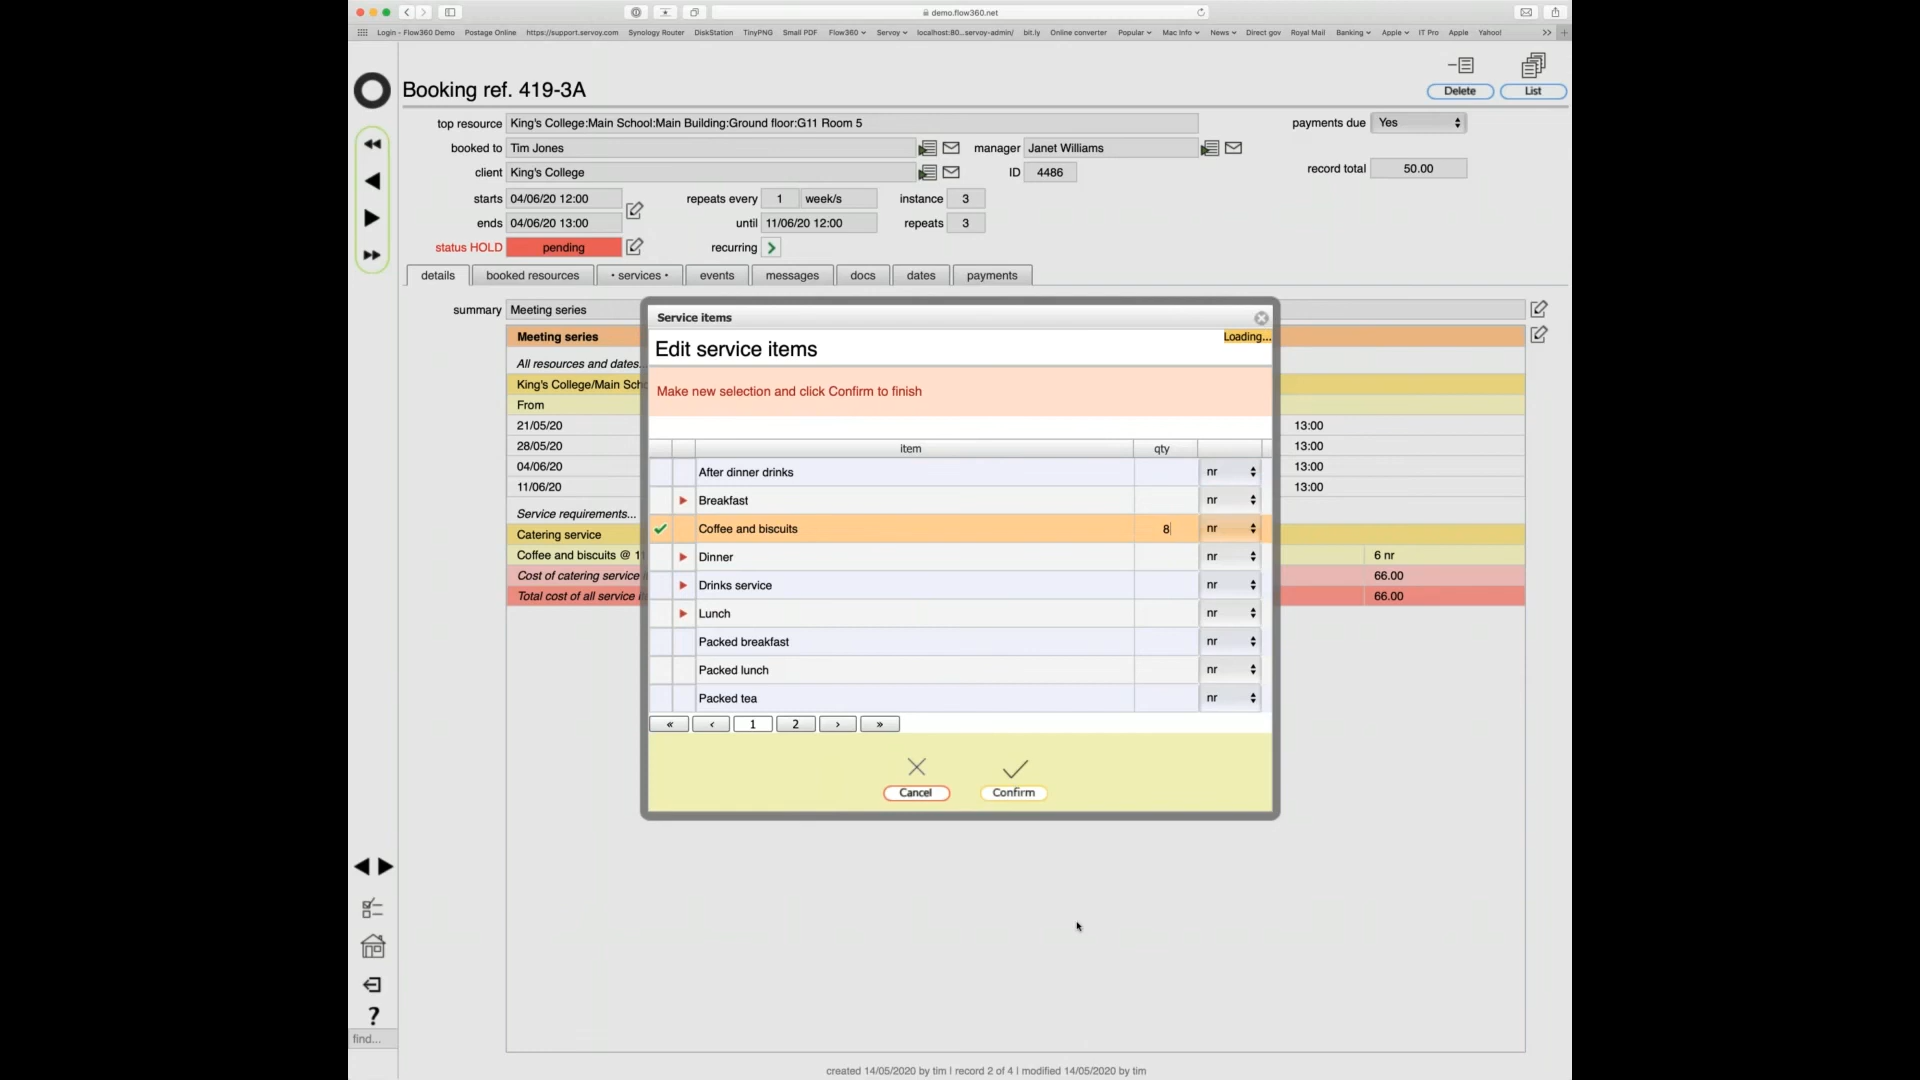 demo.flow360.net
Login - Flow360 Demo Postage Online https://support.servoy.com Synology Router DiskStation TinyPNG Small PDF Flow360 Servoy localhost:80...servoy-admin/ bit.ly Online converter Popular Mac Info News Direct gov Royal Mail Banking Apple IT Pro Apple Yahoo!
Booking ref. 419-3A
Delete List
top resource King's College:Main School:Main Building:Ground floor:G11 Room 5 payments due Yes
booked to Tim Jones manager Janet Williams
record total 50.00
client King's College ID 4486
starts 04/06/20 12:00 repeats every 1 week/s instance 3
ends 04/06/20 13:00 until 11/06/20 12:00 repeats 3
status HOLD pending recurring
details booked resources • services • events messages docs dates payments
summary Meeting series
Service items
Meeting series
Loading...
Edit service items
All resources and dates...
King's College/Main Sch
Make new selection and click Confirm to finish
From
21/05/20 13:00
28/05/20 13:00
04/06/20 13:00
11/06/20 13:00
Service requirements...
Catering service
Coffee and biscuits @ 1 6 nr
Cost of catering service 66.00
Total cost of all service 66.00
item qty
After dinner drinks nr
Breakfast nr
Coffee and biscuits 8 nr
Dinner nr
Drinks service nr
Lunch nr
Packed breakfast nr
Packed lunch nr
Packed tea nr
« ‹ 1 2 › »
Cancel Confirm
?
find...
created 14/05/2020 by tim | record 2 of 4 | modified 14/05/2020 by tim